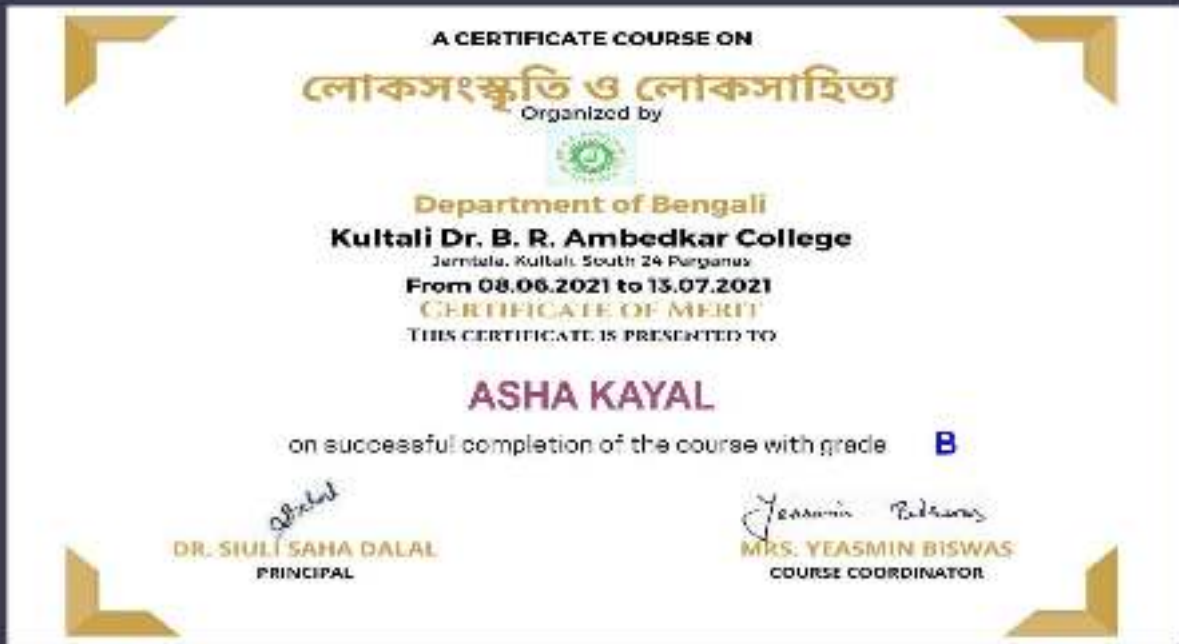 A CERTIFICATE COURSE ON
লোকসংস্কৃতি ও লোকসাহিত্য
Organized by
Department of Bengali
Kultali Dr. B. R. Ambedkar College
Jamtala, Kultali, South 24 Parganas
From 08.06.2021 to 13.07.2021
CERTIFICATE OF MERIT
THIS CERTIFICATE IS PRESENTED TO
ASHA KAYAL
on successful completion of the course with grade B
Yeasmin Biswas
DR. SIULI SAHA DALAL
MRS. YEASMIN BISWAS
PRINCIPAL
COURSE COORDINATOR